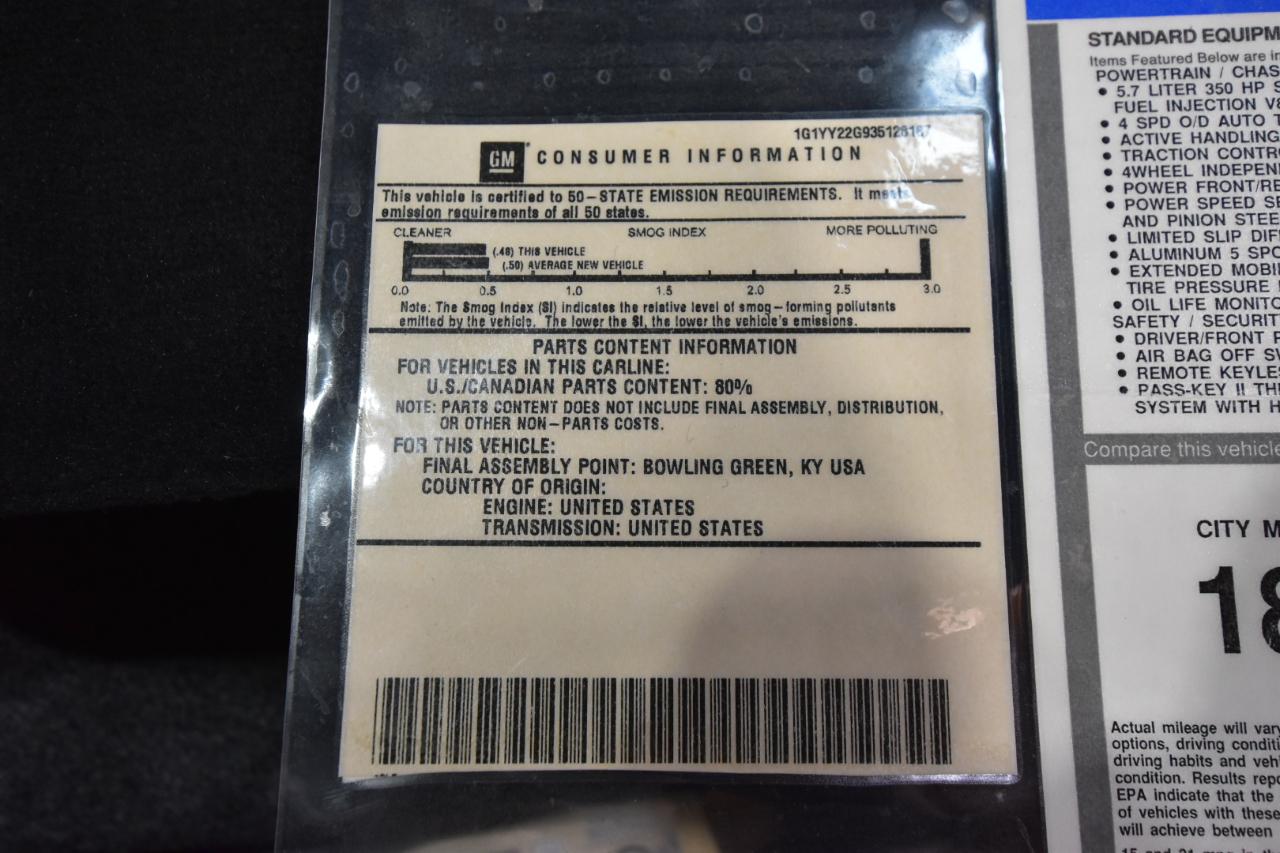 1G1YY22G9351281
GM CONSUMER INFORMATION
This vehicle is certified to 50-STATE EMISSION REQUIREMENTS. It meets
emission requirements of all 50 states.
CLEANER SMOG INDEX MORE POLLUTING
(.48) THIS VEHICLE
(.50) AVERAGE NEW VEHICLE
0.0 0.5 1.0 1.5 2.0 2.5 3.0
Note: The Smog Index (SI) indicates the relative level of smog-forming pollutants
emitted by the vehicle. The lower the SI, the lower the vehicle's emissions.
PARTS CONTENT INFORMATION
FOR VEHICLES IN THIS CARLINE:
U.S./CANADIAN PARTS CONTENT: 80%
NOTE: PARTS CONTENT DOES NOT INCLUDE FINAL ASSEMBLY, DISTRIBUTION,
OR OTHER NON-PARTS COSTS.
FOR THIS VEHICLE:
FINAL ASSEMBLY POINT: BOWLING GREEN, KY USA
COUNTRY OF ORIGIN:
ENGINE: UNITED STATES
TRANSMISSION: UNITED STATES
STANDARD EQUIPM
Items Featured Below are in
POWERTRAIN / CHAS
• 5.7 LITER 350 HP S
FUEL INJECTION V8
• 4 SPD O/D AUTO T
• ACTIVE HANDLING
• TRACTION CONTRO
• 4WHEEL INDEPEN
• POWER FRONT/RE
• POWER SPEED SE
AND PINION STEE
• LIMITED SLIP DIF
• ALUMINUM 5 SPO
• EXTENDED MOBI
TIRE PRESSURE
• OIL LIFE MONITO
SAFETY / SECURIT
• DRIVER/FRONT P
• AIR BAG OFF SW
• REMOTE KEYLES
• PASS-KEY II THE
SYSTEM WITH H
Compare this vehicle
CITY M
18
Actual mileage will vary
options, driving conditi
driving habits and vehi
condition. Results repo
EPA indicate that the
of vehicles with these
will achieve between